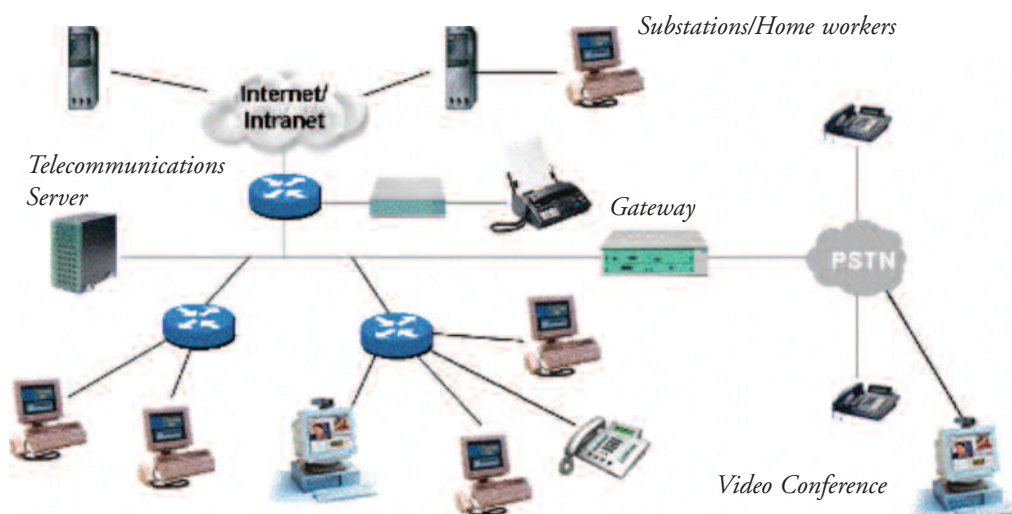 Substations/Home workers
Internet/
Intranet
Telecommunications
Server
Gateway
PSTN
Video Conference